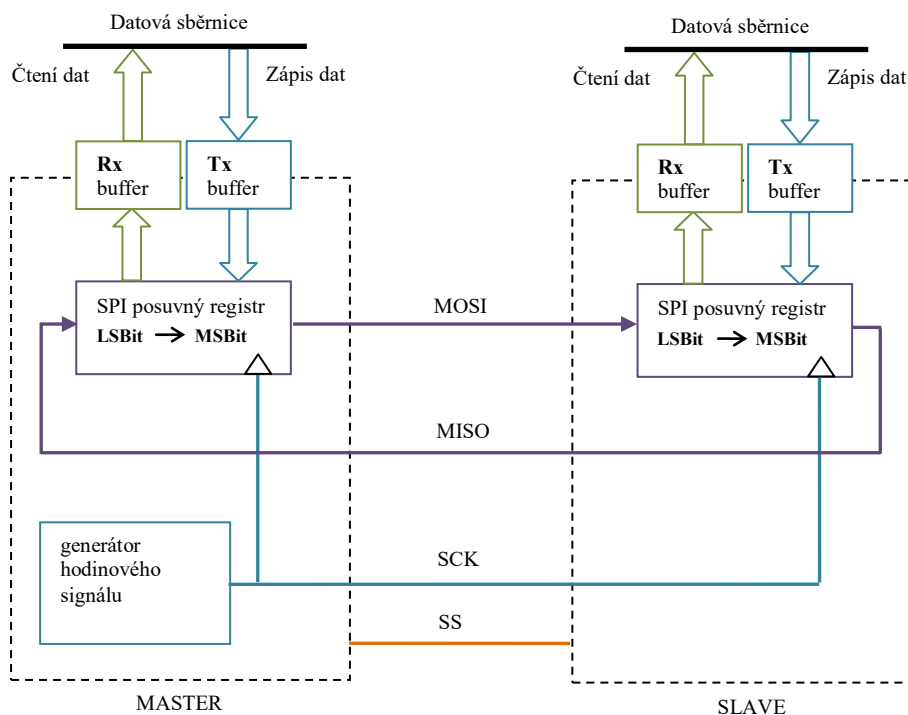 Datová sběrnice
Čtení dat
Zápis dat
Rx
buffer
Tx
buffer
SPI posuvný registr
LSBit MSBit
generátor
hodinového
signálu
MASTER
MOSI
MISO
SCK
SS
Datová sběrnice
Čtení dat
Zápis dat
Rx
buffer
Tx
buffer
SPI posuvný registr
LSBit MSBit
SLAVE